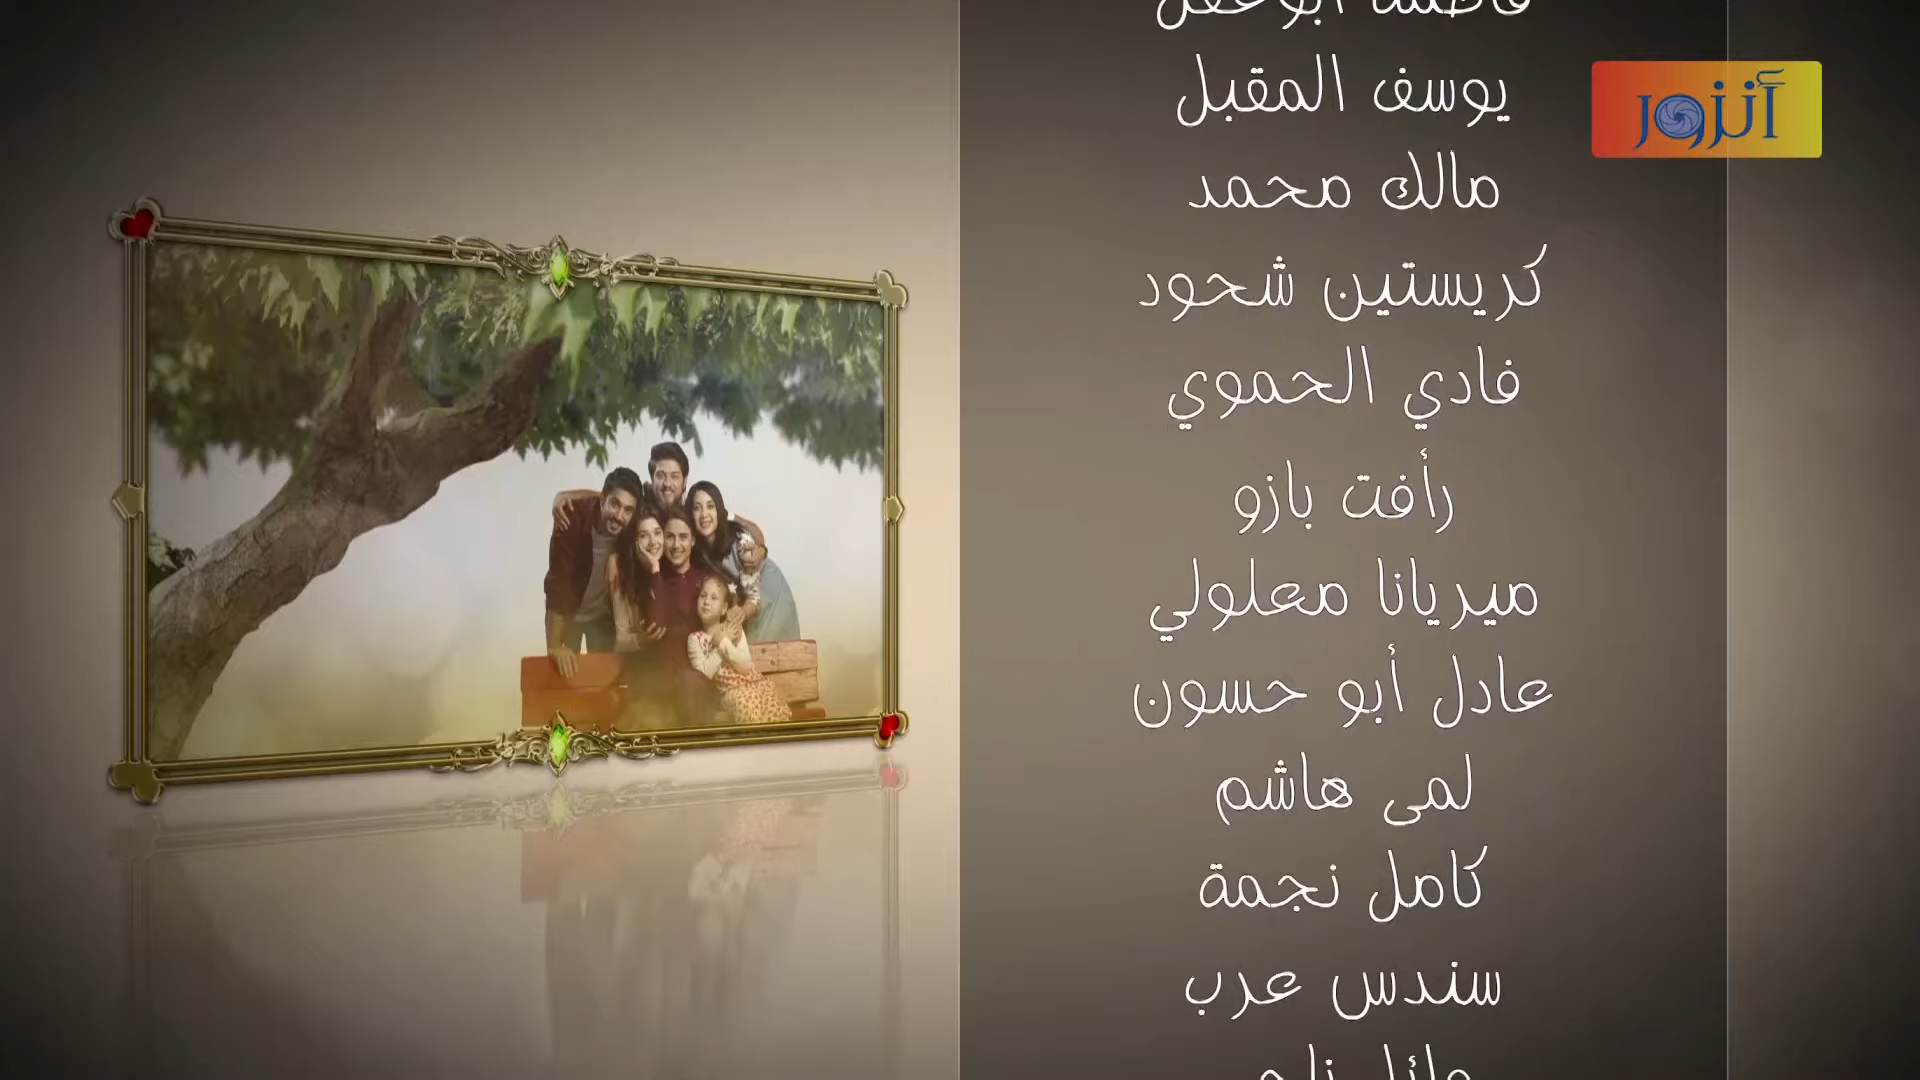 يوسف المقبل
آنزور
مالك محمد
كريستين شحود
فادي الحموي
رأفت بازو
ميريانا معلولي
عادل أبو حسون
لمى هاشم
كامل نجمة
سندس عرب